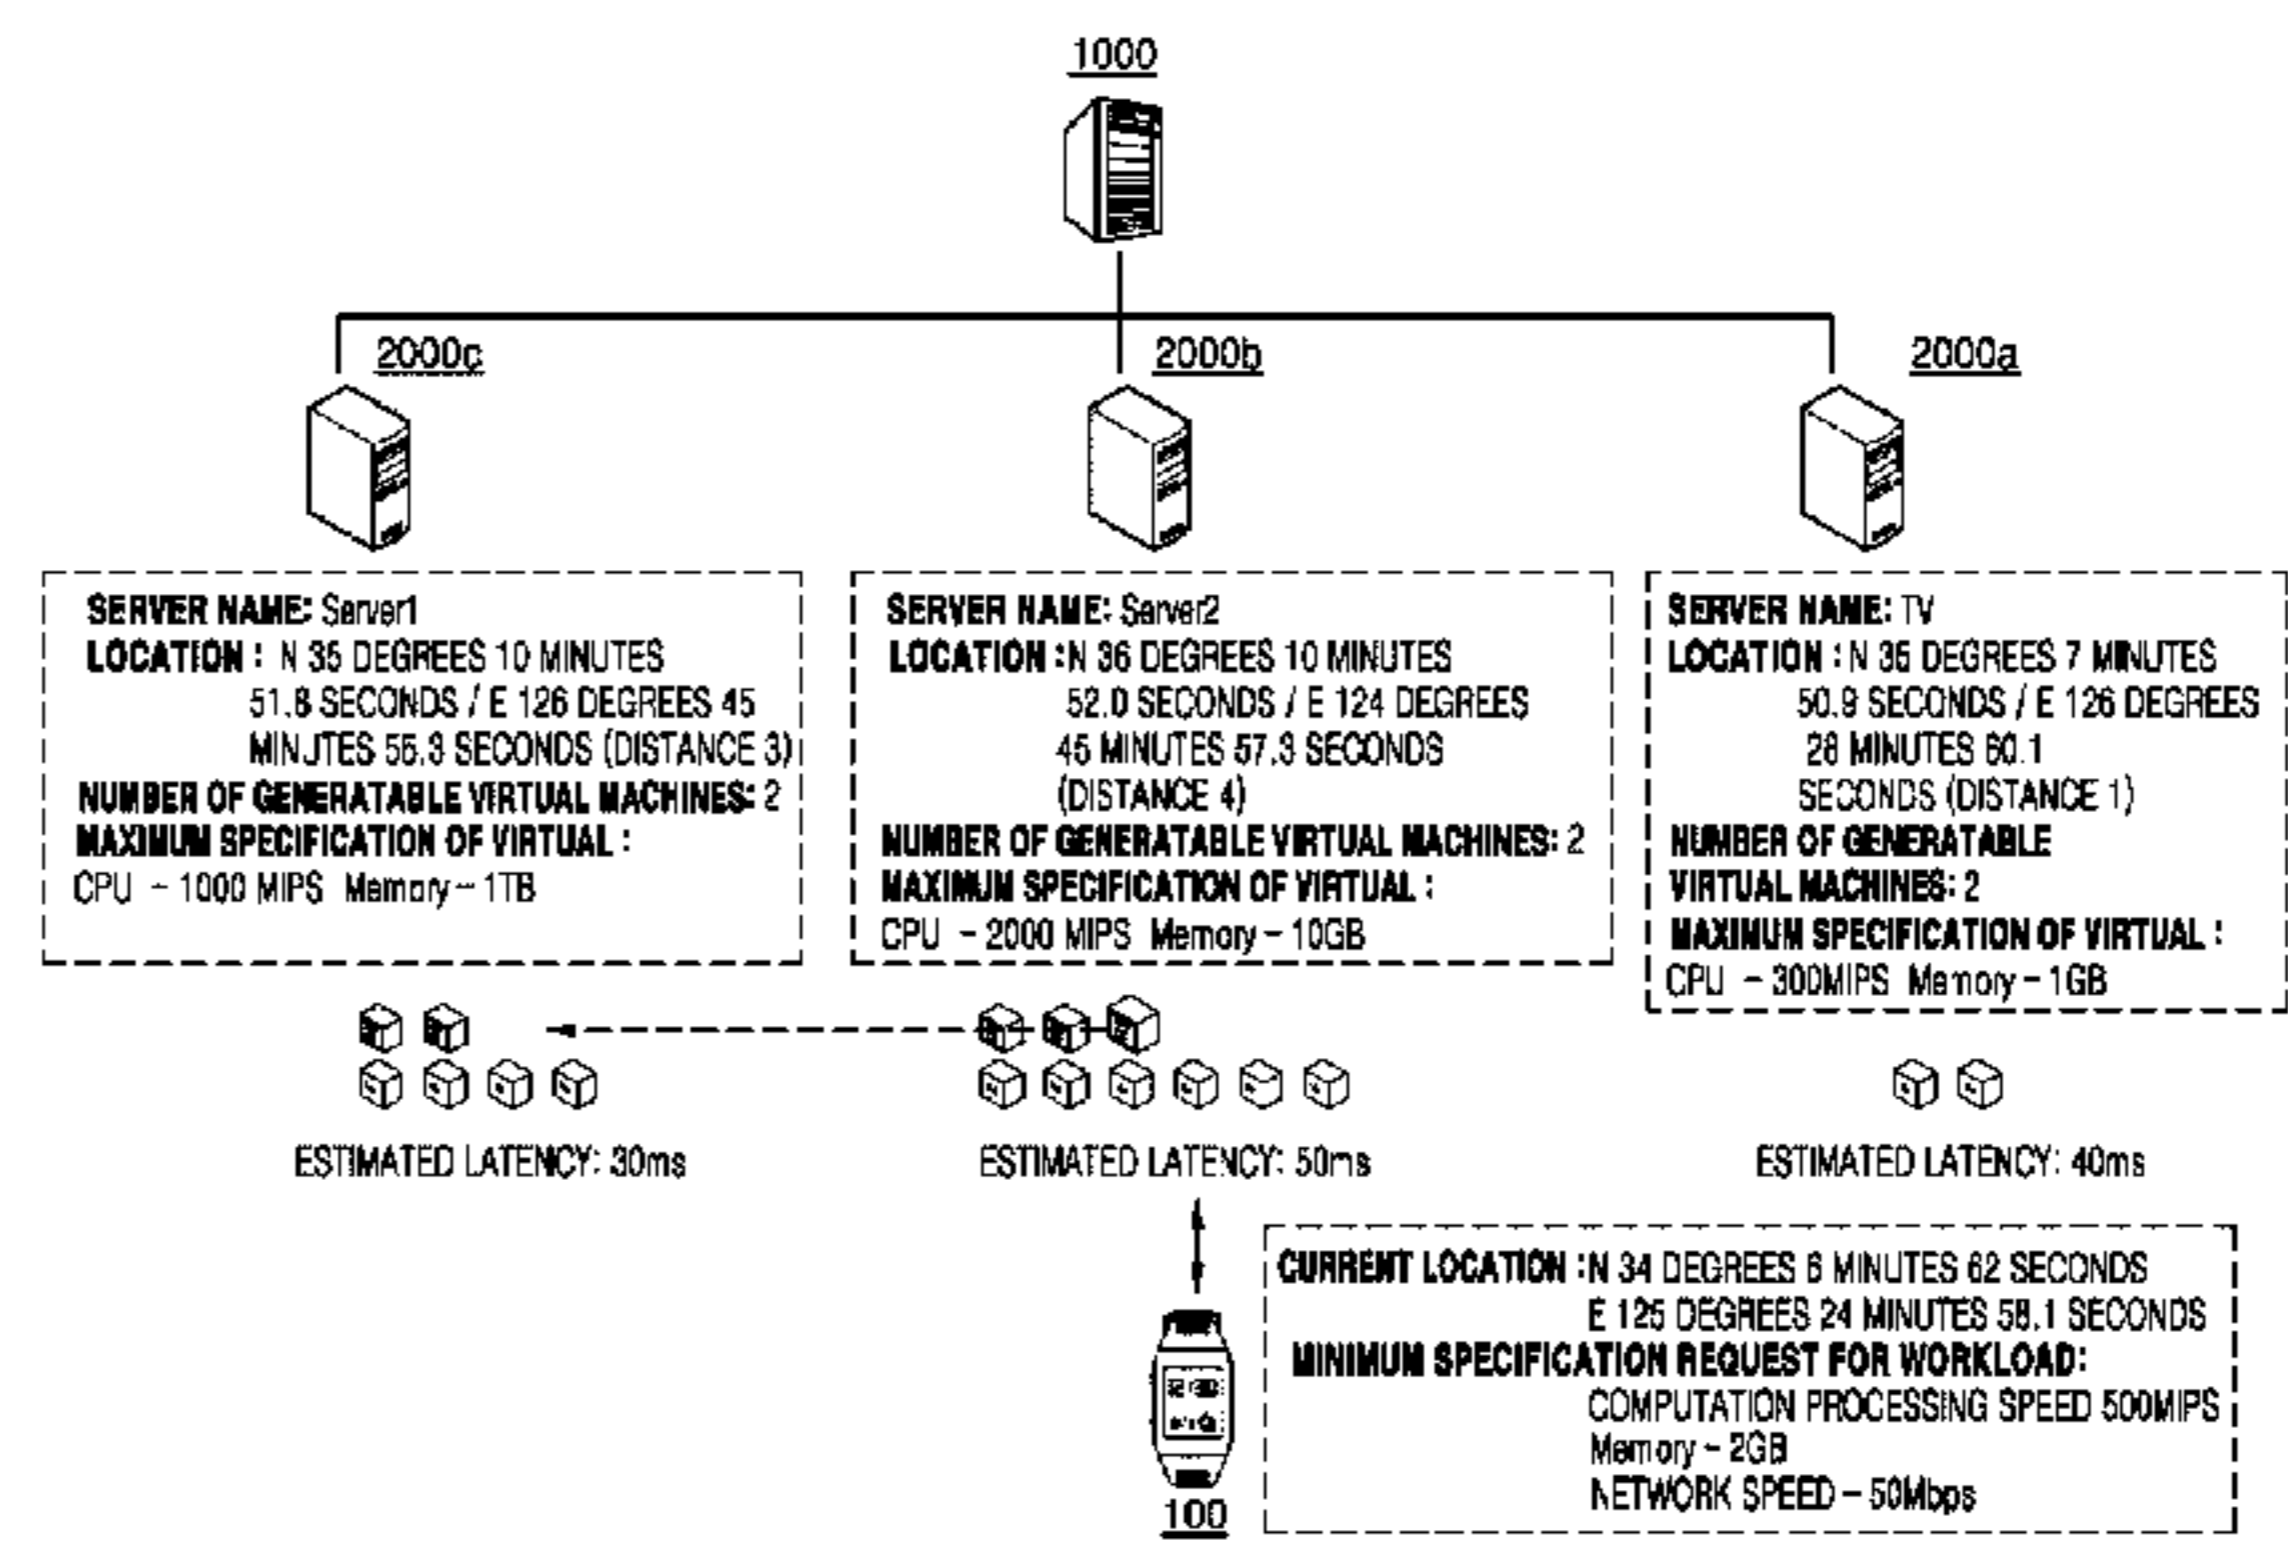 1000
2000c
2000b
2000a
SERVER NAME: Server1
LOCATION : N 35 DEGREES 10 MINUTES
51.8 SECONDS / E 126 DEGREES 45
MINUTES 56.3 SECONDS (DISTANCE 3)
NUMBER OF GENERATABLE VIRTUAL MACHINES: 2
MAXIMUM SPECIFICATION OF VIRTUAL :
CPU - 1000 MIPS Memory - 1TB
SERVER NAME: Server2
LOCATION : N 36 DEGREES 10 MINUTES
52.0 SECONDS / E 124 DEGREES
45 MINUTES 57.3 SECONDS
(DISTANCE 4)
NUMBER OF GENERATABLE VIRTUAL MACHINES: 2
MAXIMUM SPECIFICATION OF VIRTUAL :
CPU - 2000 MIPS Memory - 10GB
SERVER NAME: TV
LOCATION : N 35 DEGREES 7 MINUTES
50.9 SECONDS / E 126 DEGREES
28 MINUTES 60.1
SECONDS (DISTANCE 1)
NUMBER OF GENERATABLE
VIRTUAL MACHINES: 2
MAXIMUM SPECIFICATION OF VIRTUAL :
CPU - 300MIPS Memory - 1GB
ESTIMATED LATENCY: 30ms
ESTIMATED LATENCY: 50ms
ESTIMATED LATENCY: 40ms
CURRENT LOCATION : N 34 DEGREES 6 MINUTES 62 SECONDS
E 125 DEGREES 24 MINUTES 58.1 SECONDS
MINIMUM SPECIFICATION REQUEST FOR WORKLOAD:
COMPUTATION PROCESSING SPEED 500MIPS
Memory - 2GB
NETWORK SPEED - 50Mbps
100